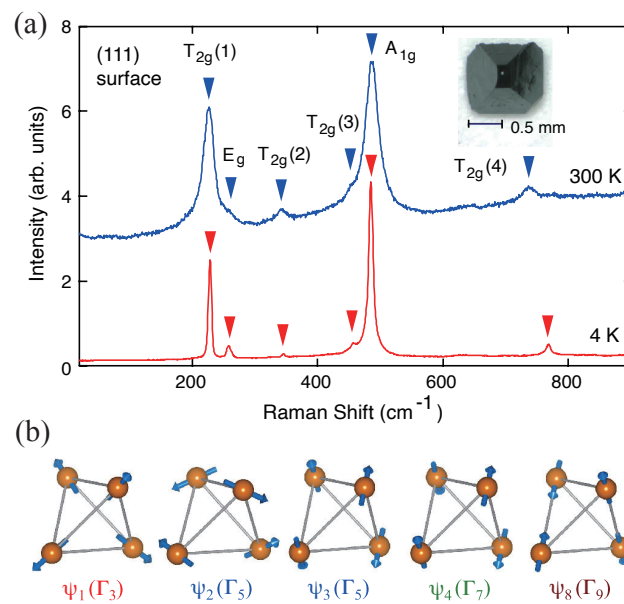 (a)
8
6
4
2
0
Intensity (arb. units)
(111)
surface
T2g(1)
Eg
T2g(2)
T2g(3)
A1g
T2g(4)
0.5 mm
300 K
4 K
200
400
600
800
Raman Shift (cm-1)
(b)
ψ1(Γ3)
ψ2(Γ5)
ψ3(Γ5)
ψ4(Γ7)
ψ8(Γ9)